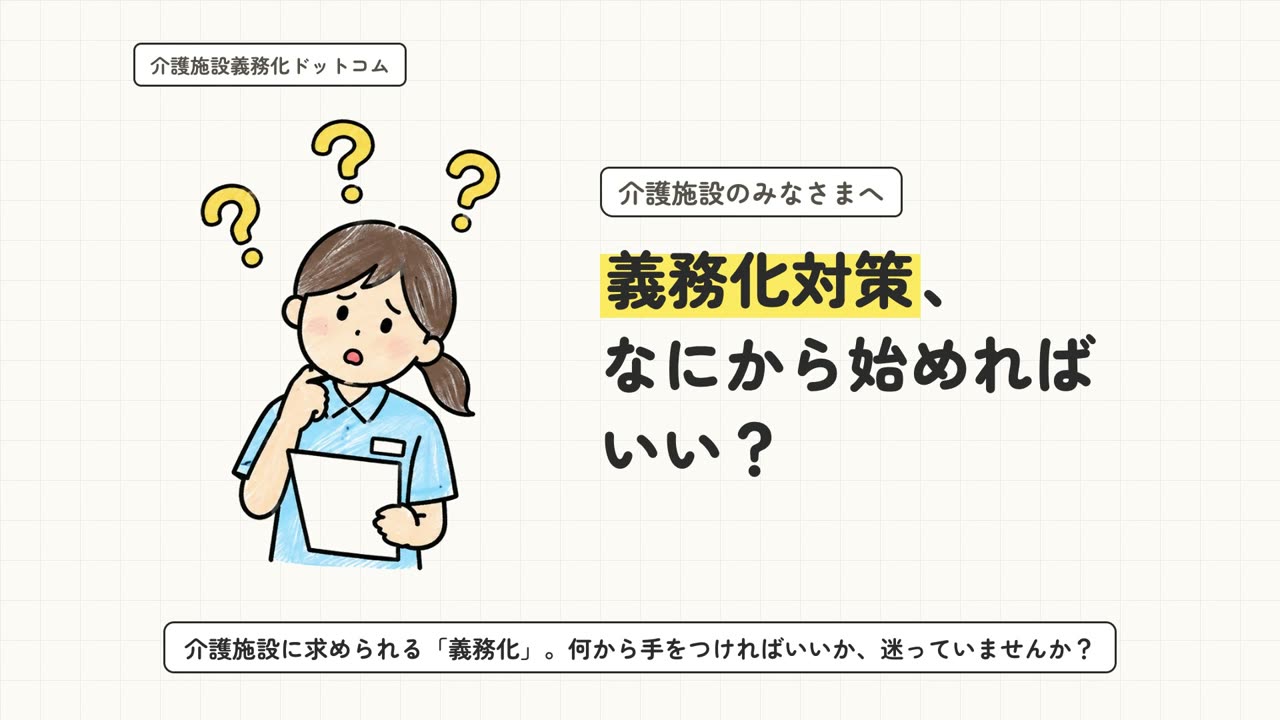 介護施設義務化ドットコム
介護施設のみなさまへ
義務化対策、
なにから始めれば
いい？
介護施設に求められる「義務化」。何から手をつければいいか、迷っていませんか？